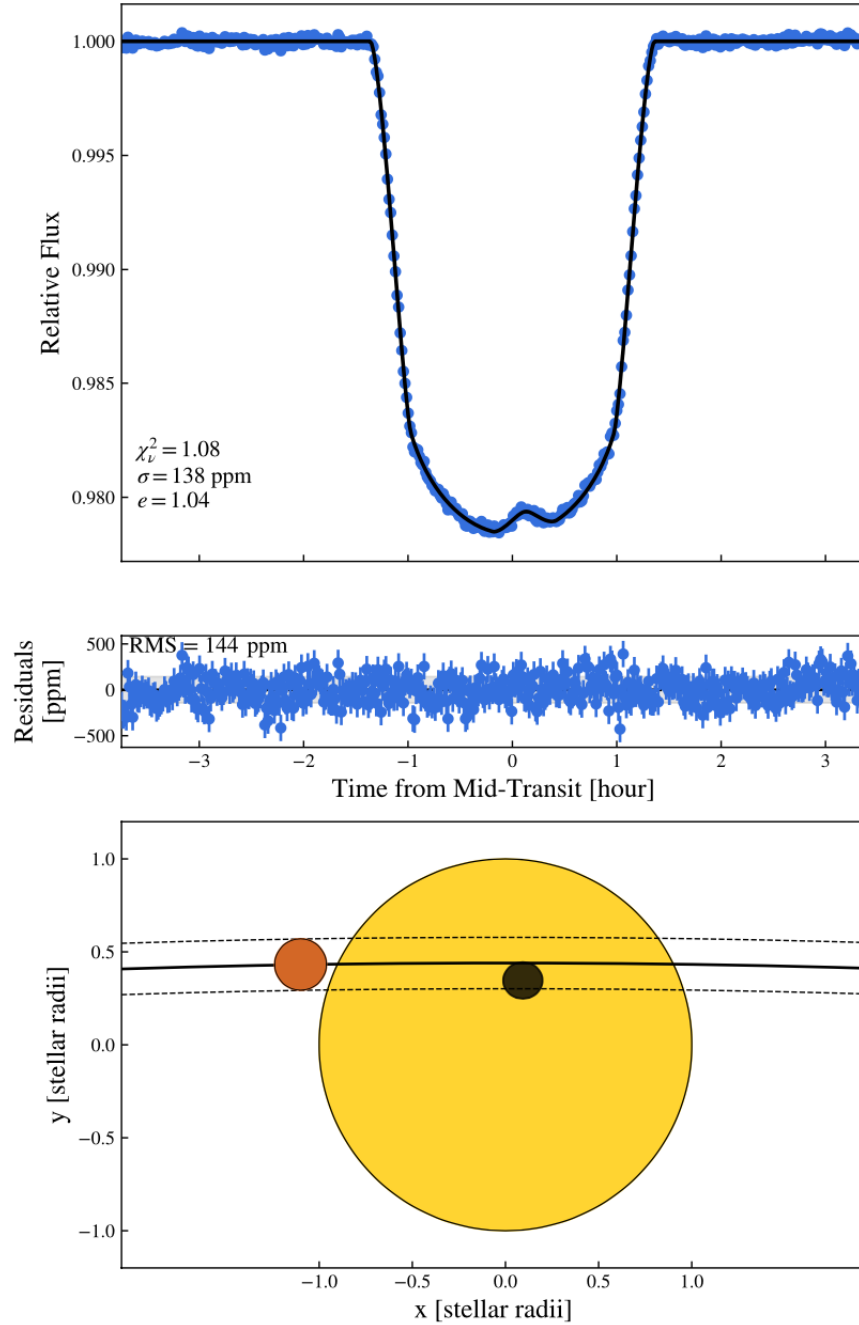 1.000
0.995
0.990
0.985
0.980
Relative Flux
χ²ᵥ = 1.08
σ = 138 ppm
e = 1.04
RMS = 144 ppm
500
0
−500
Residuals
[ppm]
−3 −2 −1 0 1 2 3
Time from Mid-Transit [hour]
1.0
0.5
0.0
−0.5
−1.0
y [stellar radii]
−1.0 −0.5 0.0 0.5 1.0
x [stellar radii]